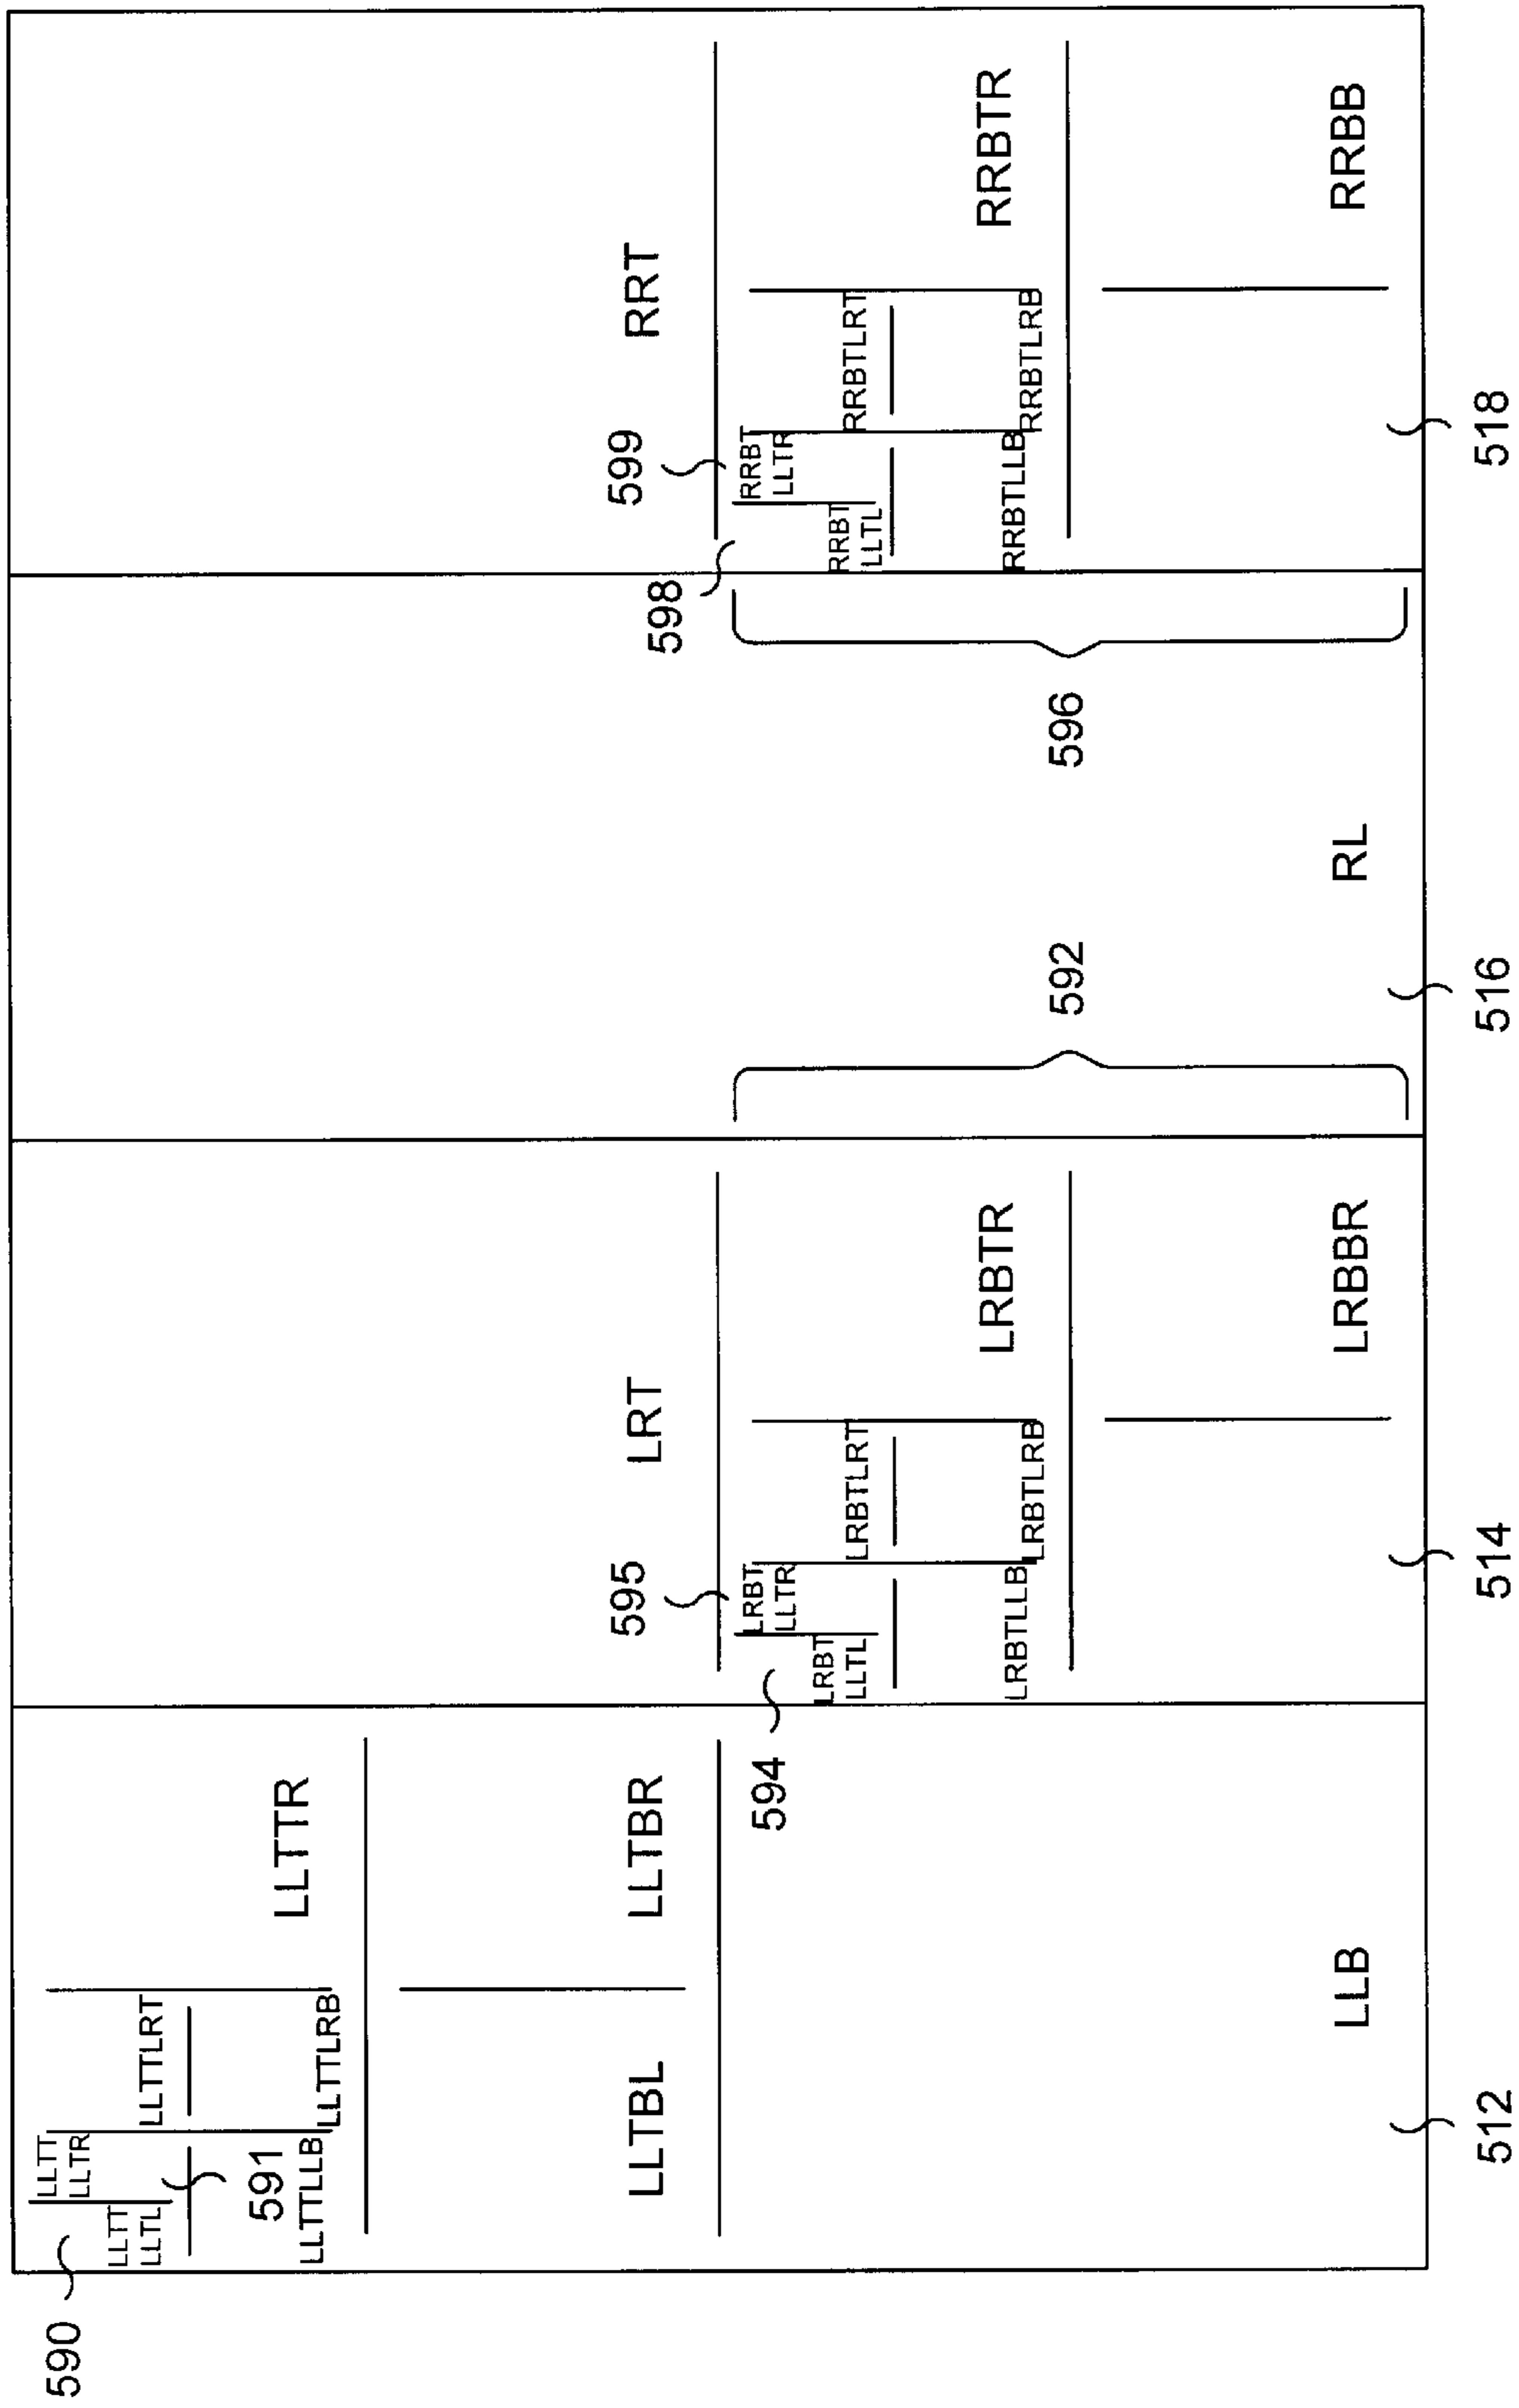 590
LLTT
LLTL
LLTT
LLTR
591
LLTTLLB
LLTTLRT
LLTTLRB
LLTTR
LLTBL
LLTBR
LLB
512
594
595
LRT
LRBT
LLTL
LRBT
LLTR
LRBTLLB
LRBTLRT
LRBTLRB
LRBTR
LRBBR
514
592
RL
516
596
598
599
RRT
RRBT
LLTL
RRBT
LLTR
RRBTLLB
RRBTLRT
RRBTLRB
RRBTR
RRBB
518